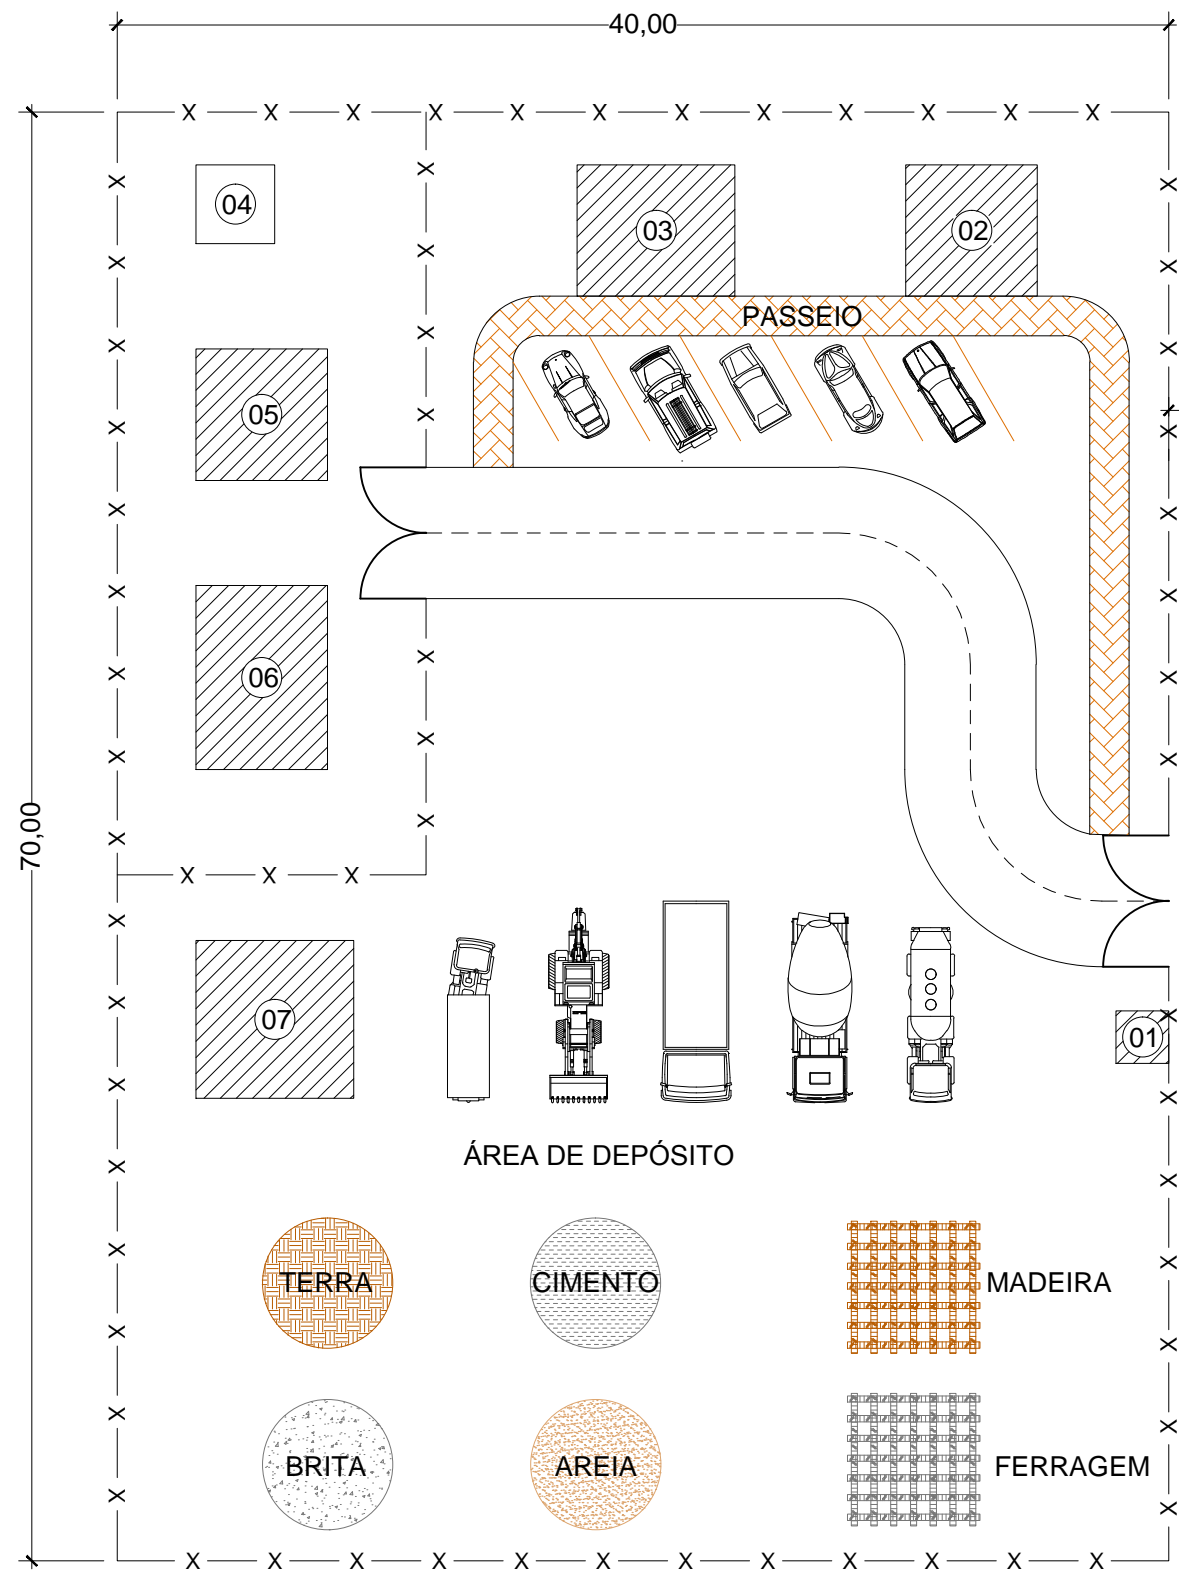 40,00
70,00
04
03
02
PASSEIO
05
06
07
01
ÁREA DE DEPÓSITO
TERRA
CIMENTO
MADEIRA
BRITA
AREIA
FERRAGEM